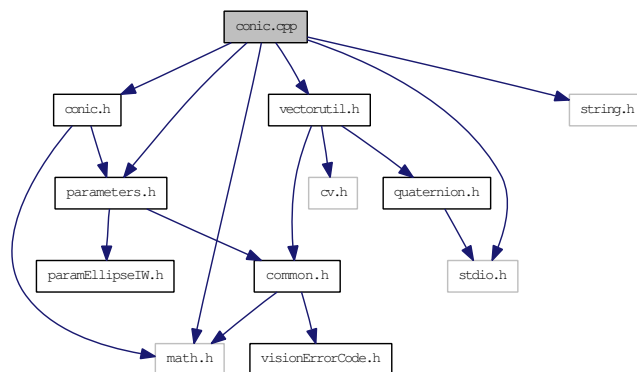 conic.cpp
conic.h
vectorutil.h
string.h
parameters.h
cv.h
quaternion.h
paramEllipseIW.h
common.h
stdio.h
math.h
visionErrorCode.h